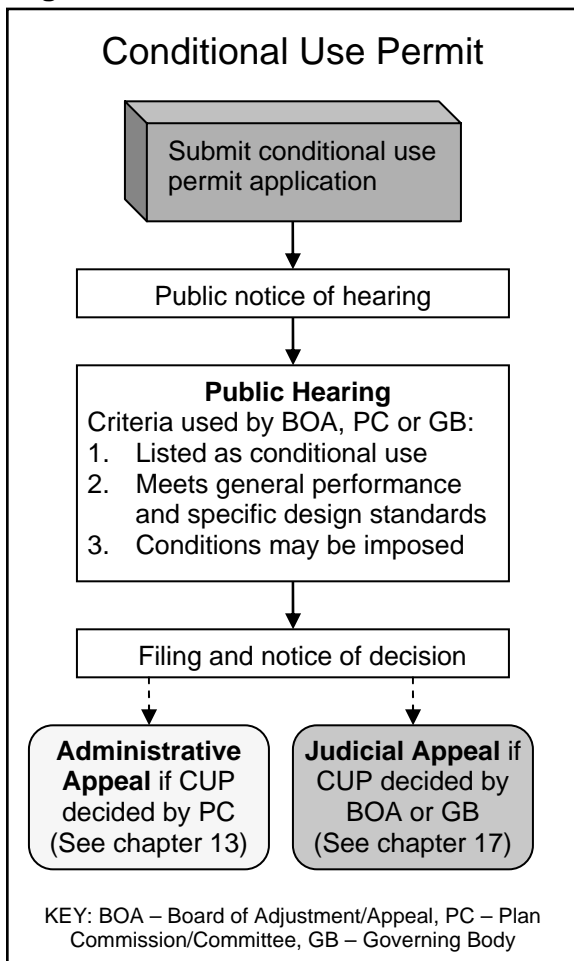 Conditional Use Permit
Submit conditional use
permit application
Public notice of hearing
Public Hearing
Criteria used by BOA, PC or GB:
1. Listed as conditional use
2. Meets general performance
and specific design standards
3. Conditions may be imposed
Filing and notice of decision
Administrative
Appeal if CUP
decided by PC
(See chapter 13)
Judicial Appeal if
CUP decided by
BOA or GB
(See chapter 17)
KEY: BOA – Board of Adjustment/Appeal, PC – Plan
Commission/Committee, GB – Governing Body